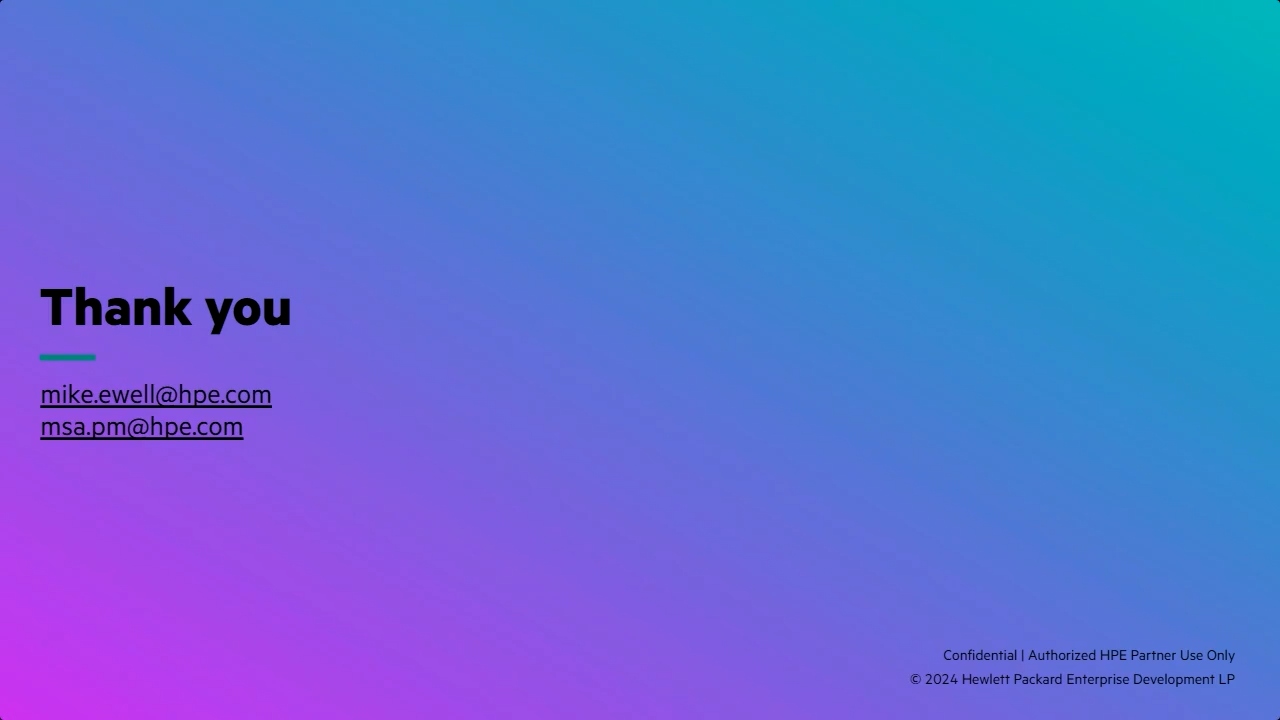 Thank you
mike.ewell@hpe.com
msa.pm@hpe.com
Confidential | Authorized HPE Partner Use Only
© 2024 Hewlett Packard Enterprise Development LP